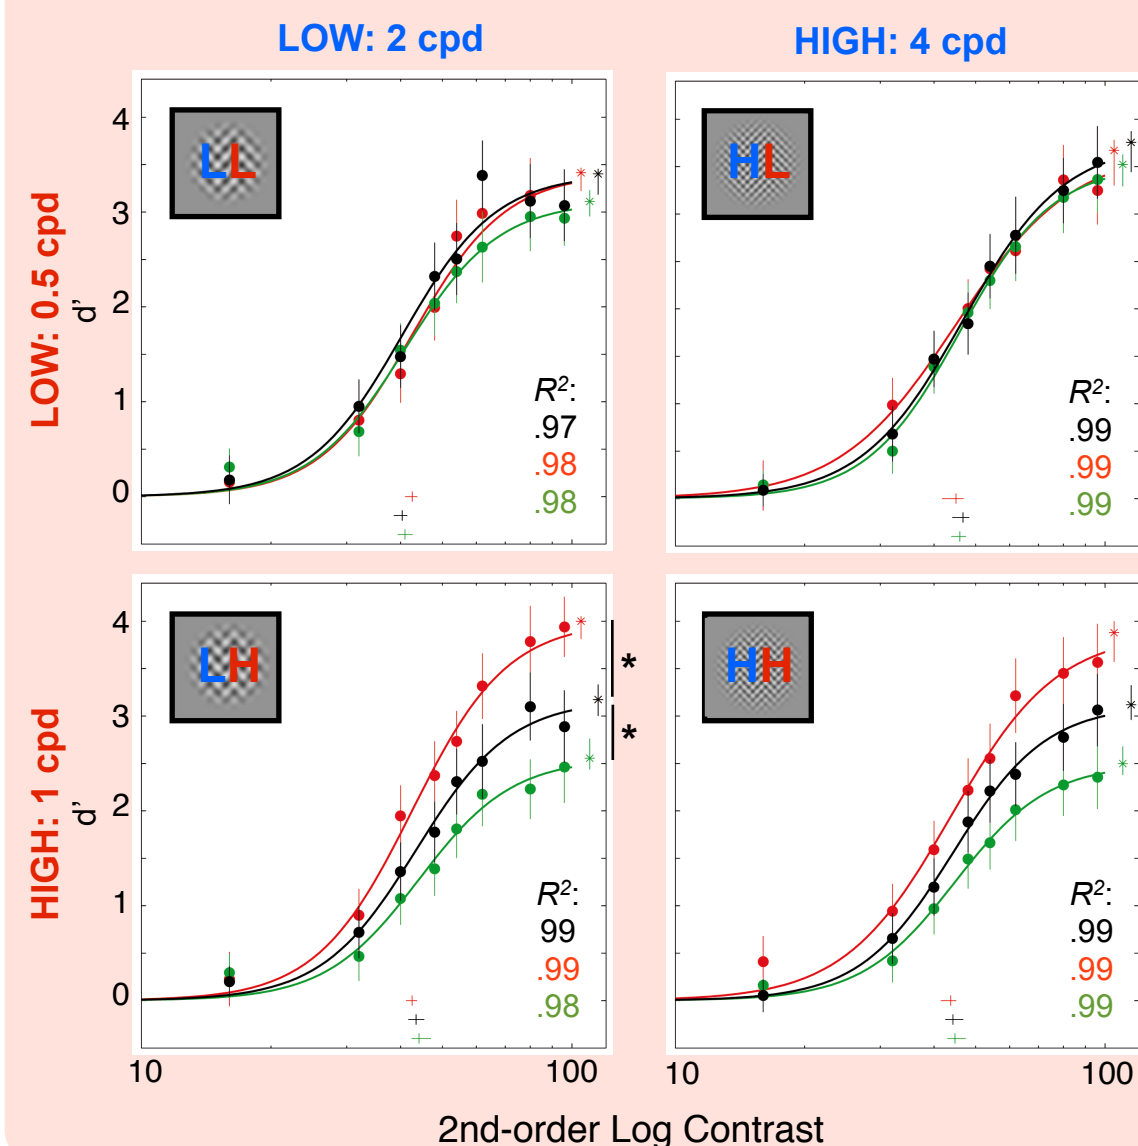 LOW: 2 cpd
HIGH: 4 cpd
LOW: 0.5 cpd
d'
4
3
2
1
0
LL
R²:
.97
.98
.98
HL
R²:
.99
.99
.99
*
*
HIGH: 1 cpd
d'
4
3
2
1
0
LH
R²:
99
.99
.98
HH
R²:
.99
.99
.99
10
100
10
100
2nd-order Log Contrast